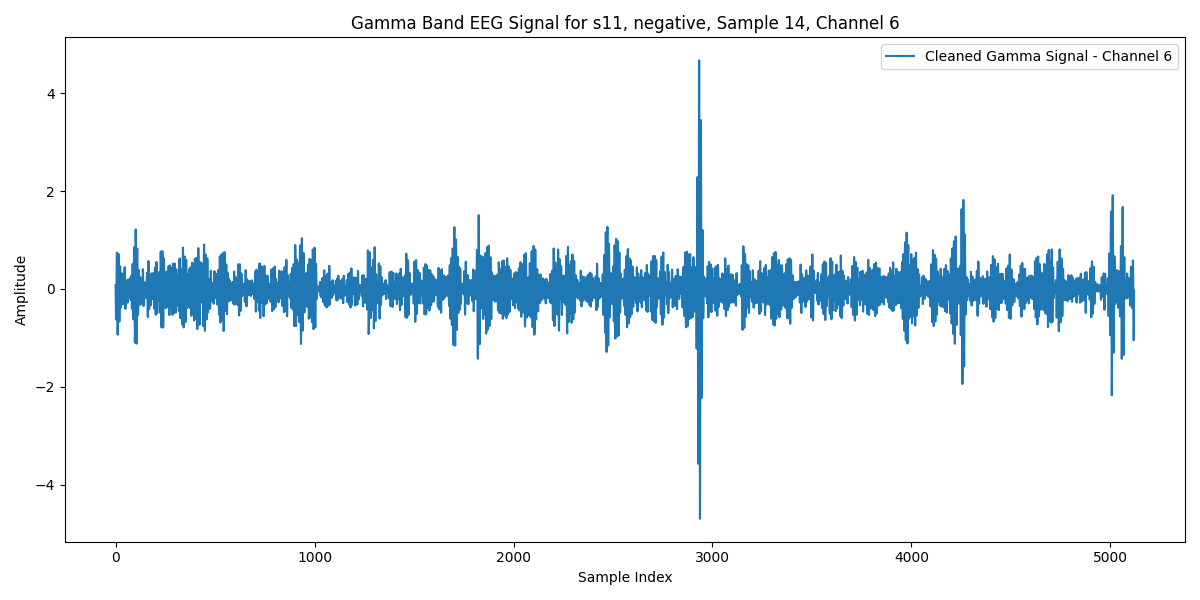 Gamma Band EEG Signal for s11, negative, Sample 14, Channel 6
Cleaned Gamma Signal - Channel 6
Amplitude
4
2
0
−2
−4
0 1000 2000 3000 4000 5000
Sample Index